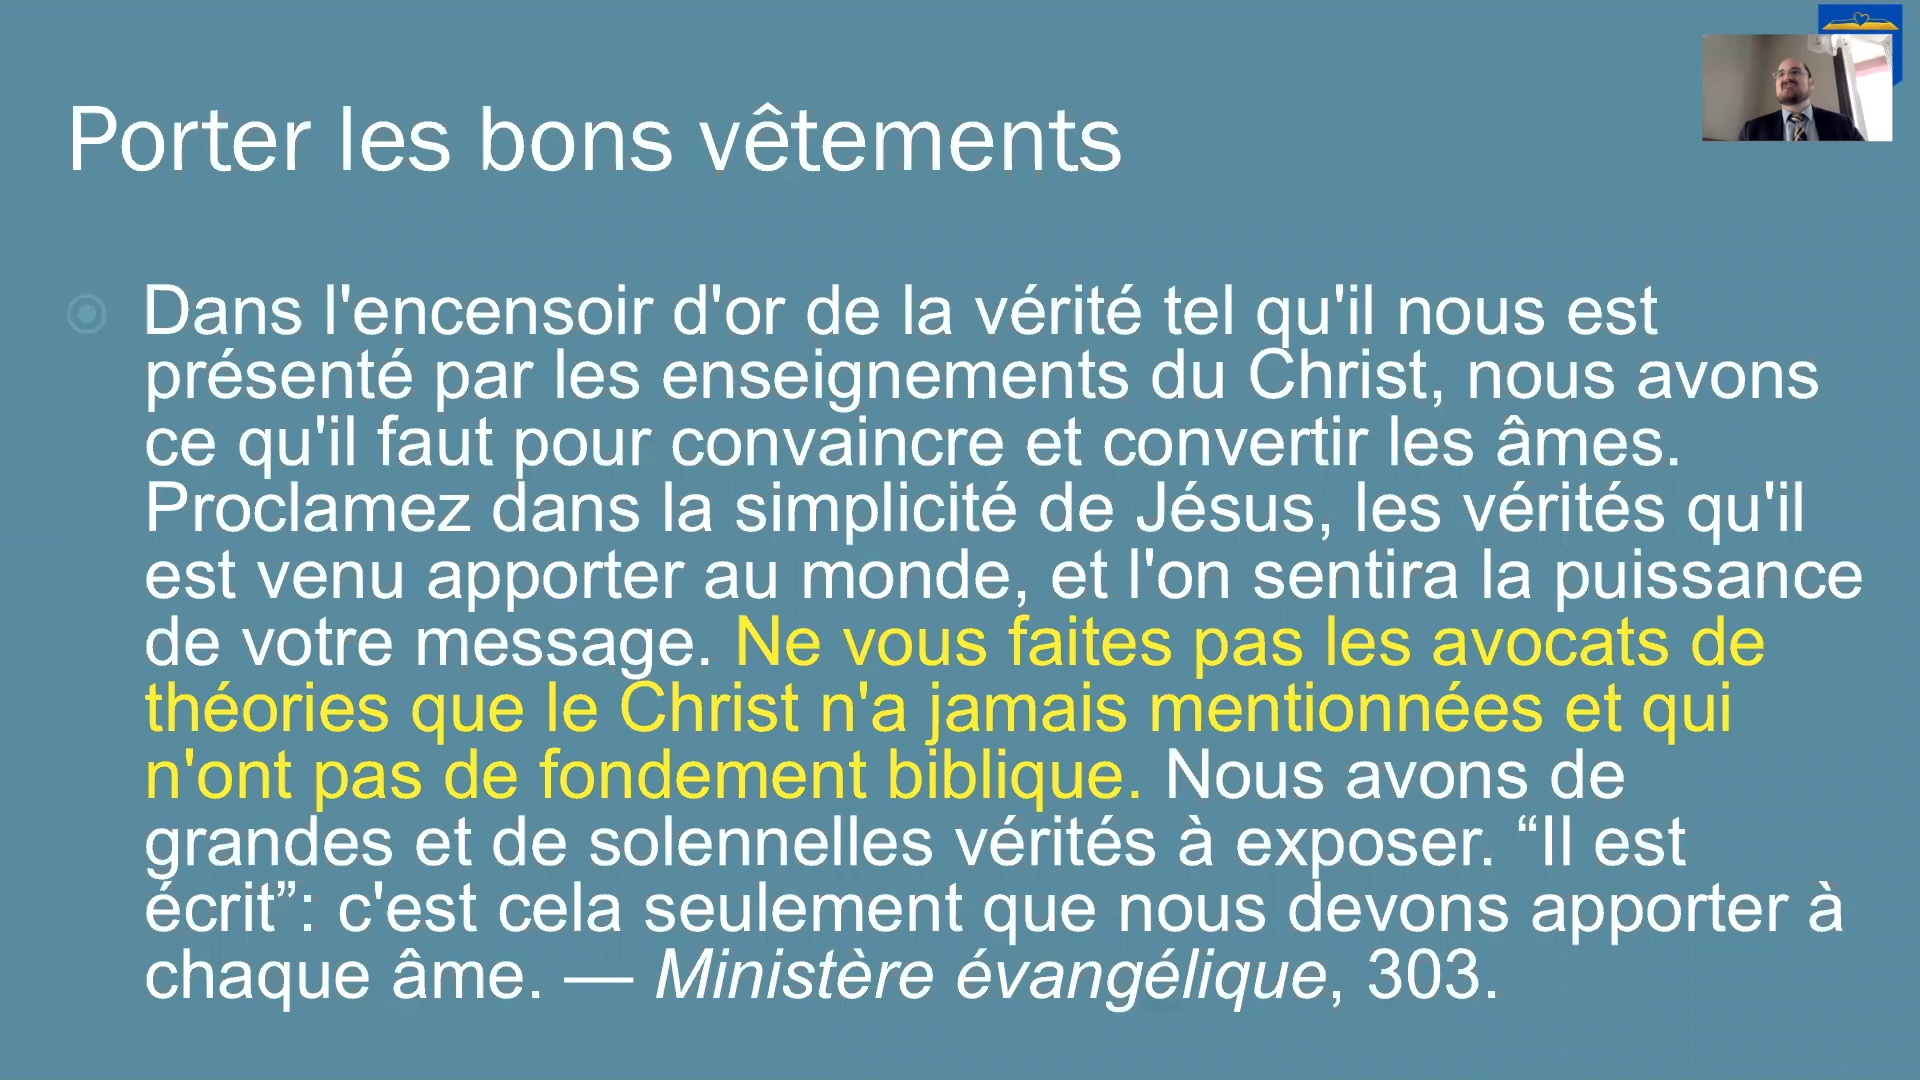 Porter les bons vêtements
Dans l'encensoir d'or de la vérité tel qu'il nous est
présenté par les enseignements du Christ, nous avons
ce qu'il faut pour convaincre et convertir les âmes.
Proclamez dans la simplicité de Jésus, les vérités qu'il
est venu apporter au monde, et l'on sentira la puissance
de votre message. Ne vous faites pas les avocats de
théories que le Christ n'a jamais mentionnées et qui
n'ont pas de fondement biblique. Nous avons de
grandes et de solennelles vérités à exposer. “Il est
écrit”: c'est cela seulement que nous devons apporter à
chaque âme. — Ministère évangélique, 303.